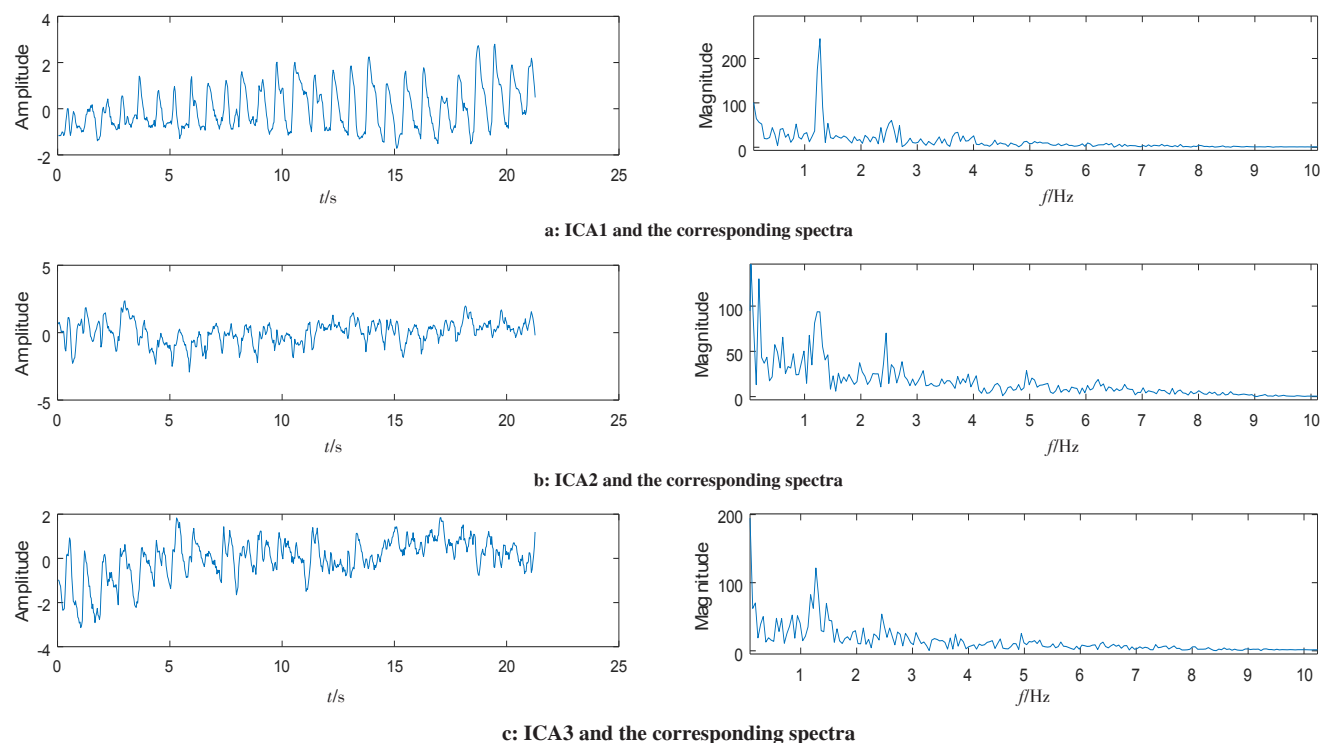 Amplitude
4
2
0
-2
0 5 10 15 20 25
t/s
Magnitude
200
100
0
1 2 3 4 5 6 7 8 9 10
f/Hz
a: ICA1 and the corresponding spectra
Amplitude
5
0
-5
0 5 10 15 20 25
t/s
Magnitude
100
50
0
1 2 3 4 5 6 7 8 9 10
f/Hz
b: ICA2 and the corresponding spectra
Amplitude
2
0
-2
-4
0 5 10 15 20 25
t/s
Magnitude
200
100
0
1 2 3 4 5 6 7 8 9 10
f/Hz
c: ICA3 and the corresponding spectra